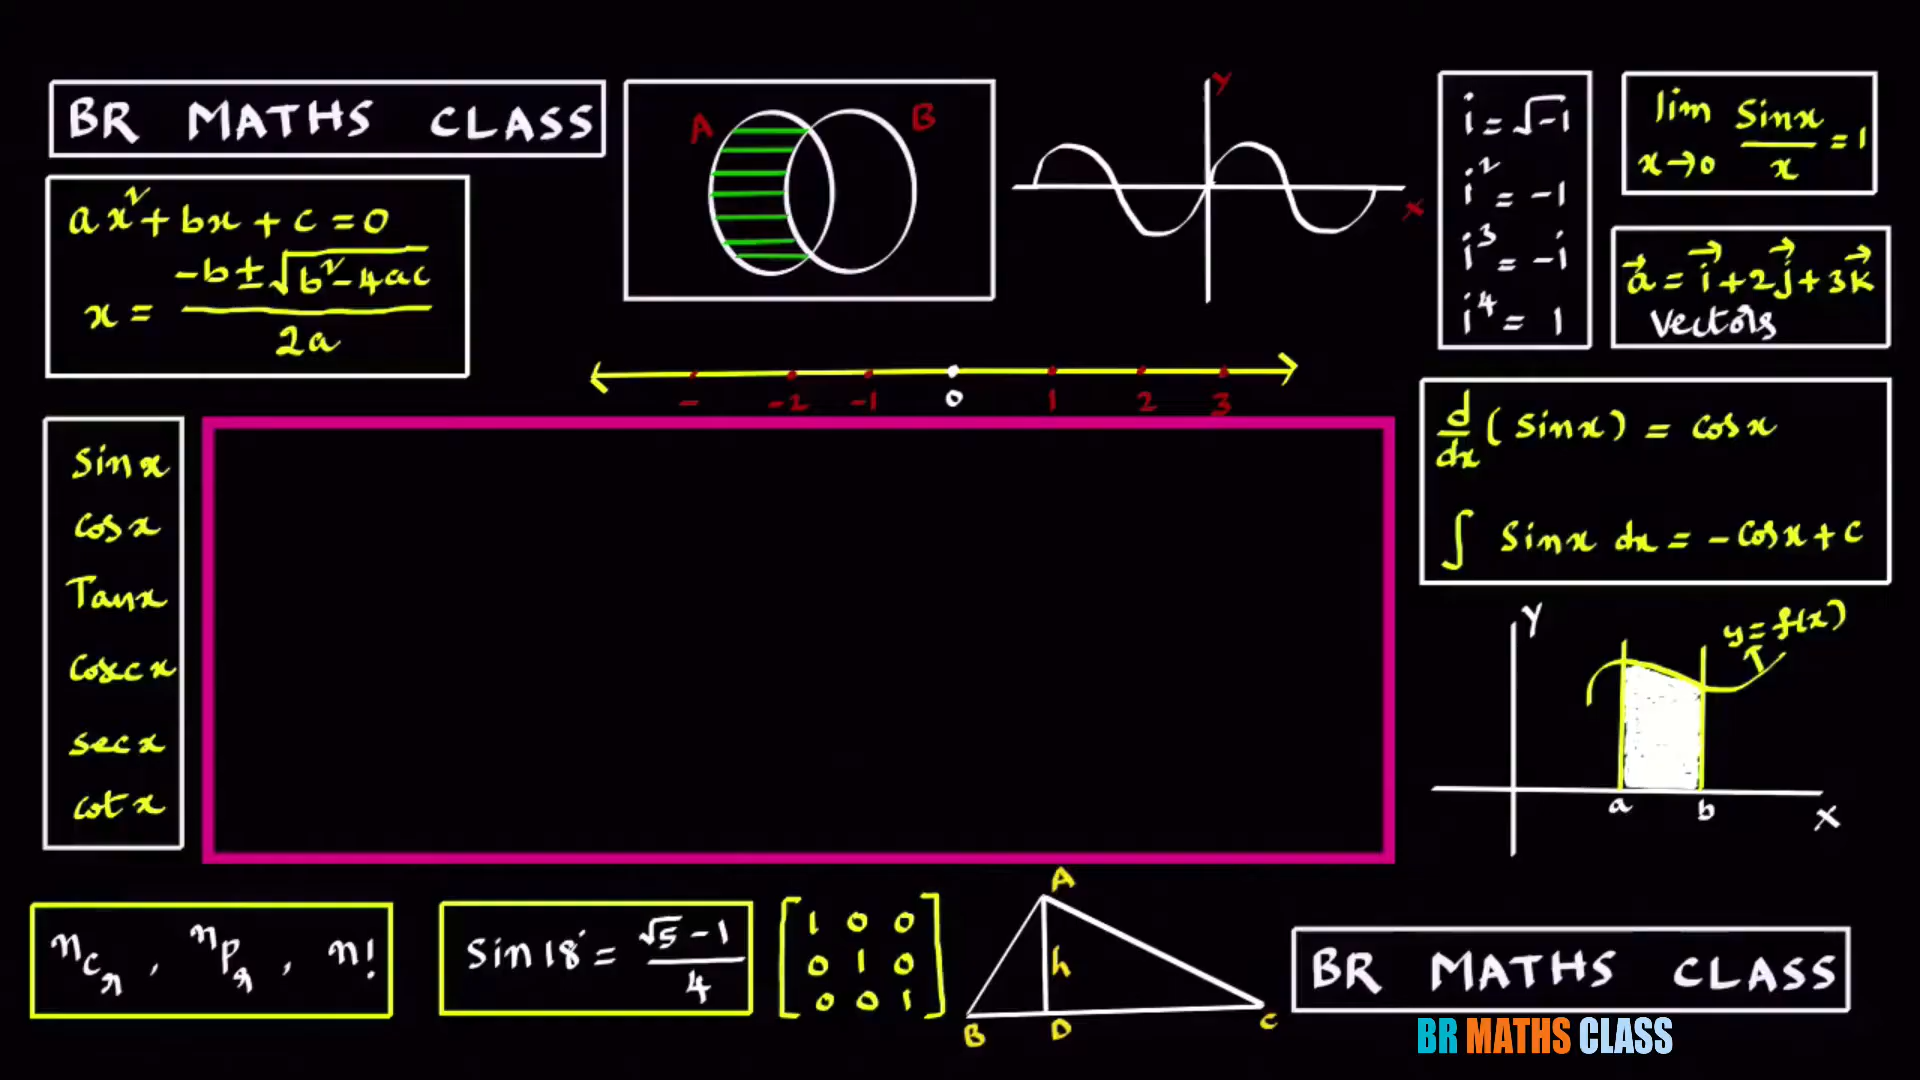 BR MATHS CLASS
ax²+bx+c=0
x = (-b±√(b²-4ac))/2a
A B
Y
X
- -2 -1 0 1 2 3
i=√-1
i²=-1
i³=-i
i⁴=1
lim x→0 Sinx/x =1
a⃗ = i⃗+2j⃗+3k⃗
Vectors
d/dx (Sinx) = Cosx
∫ Sinx dx = -Cosx+c
Sinx
Cosx
Tanx
Cosecx
Secx
Cotx
Y
y=f(x)
a b
X
ⁿCᵣ, ⁿPᵣ, n!
Sin18° = (√5-1)/4
1 0 0
0 1 0
0 0 1
A
h
B D C
BR MATHS CLASS
BR MATHS CLASS